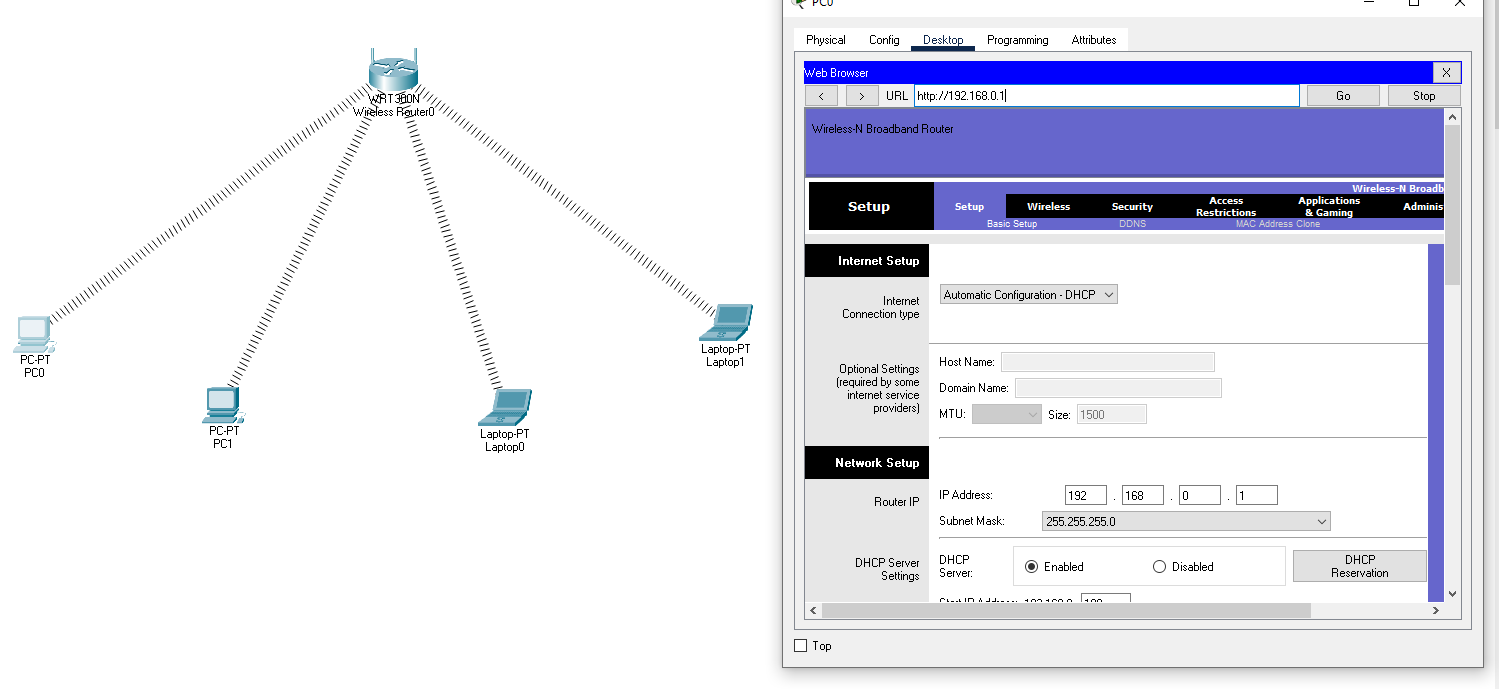 WRT300N
Wireless Router0
PC-PT
PC0
PC-PT
PC1
Laptop-PT
Laptop0
Laptop-PT
Laptop1
PC0
Physical Config Desktop Programming Attributes
Web Browser X
< > URL http://192.168.0.1 Go Stop
Wireless-N Broadband Router
Wireless-N Broadb
Setup
Setup Wireless Security Access Restrictions Applications & Gaming Adminis
Basic Setup DDNS MAC Address Clone
Internet Setup
Internet
Connection type
Automatic Configuration - DHCP
Optional Settings
(required by some
internet service
providers)
Host Name:
Domain Name:
MTU: Size: 1500
Network Setup
Router IP
IP Address: 192 . 168 . 0 . 1
Subnet Mask: 255.255.255.0
DHCP Server
Settings
DHCP
Server:
Enabled Disabled
DHCP
Reservation
Start IP Address: 192.168.0. 100
Top